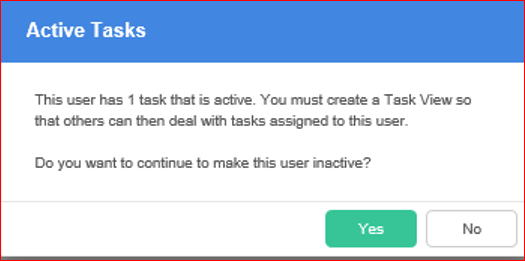 Active Tasks
This user has 1 task that is active. You must create a Task View so
that others can then deal with tasks assigned to this user.
Do you want to continue to make this user inactive?
Yes No